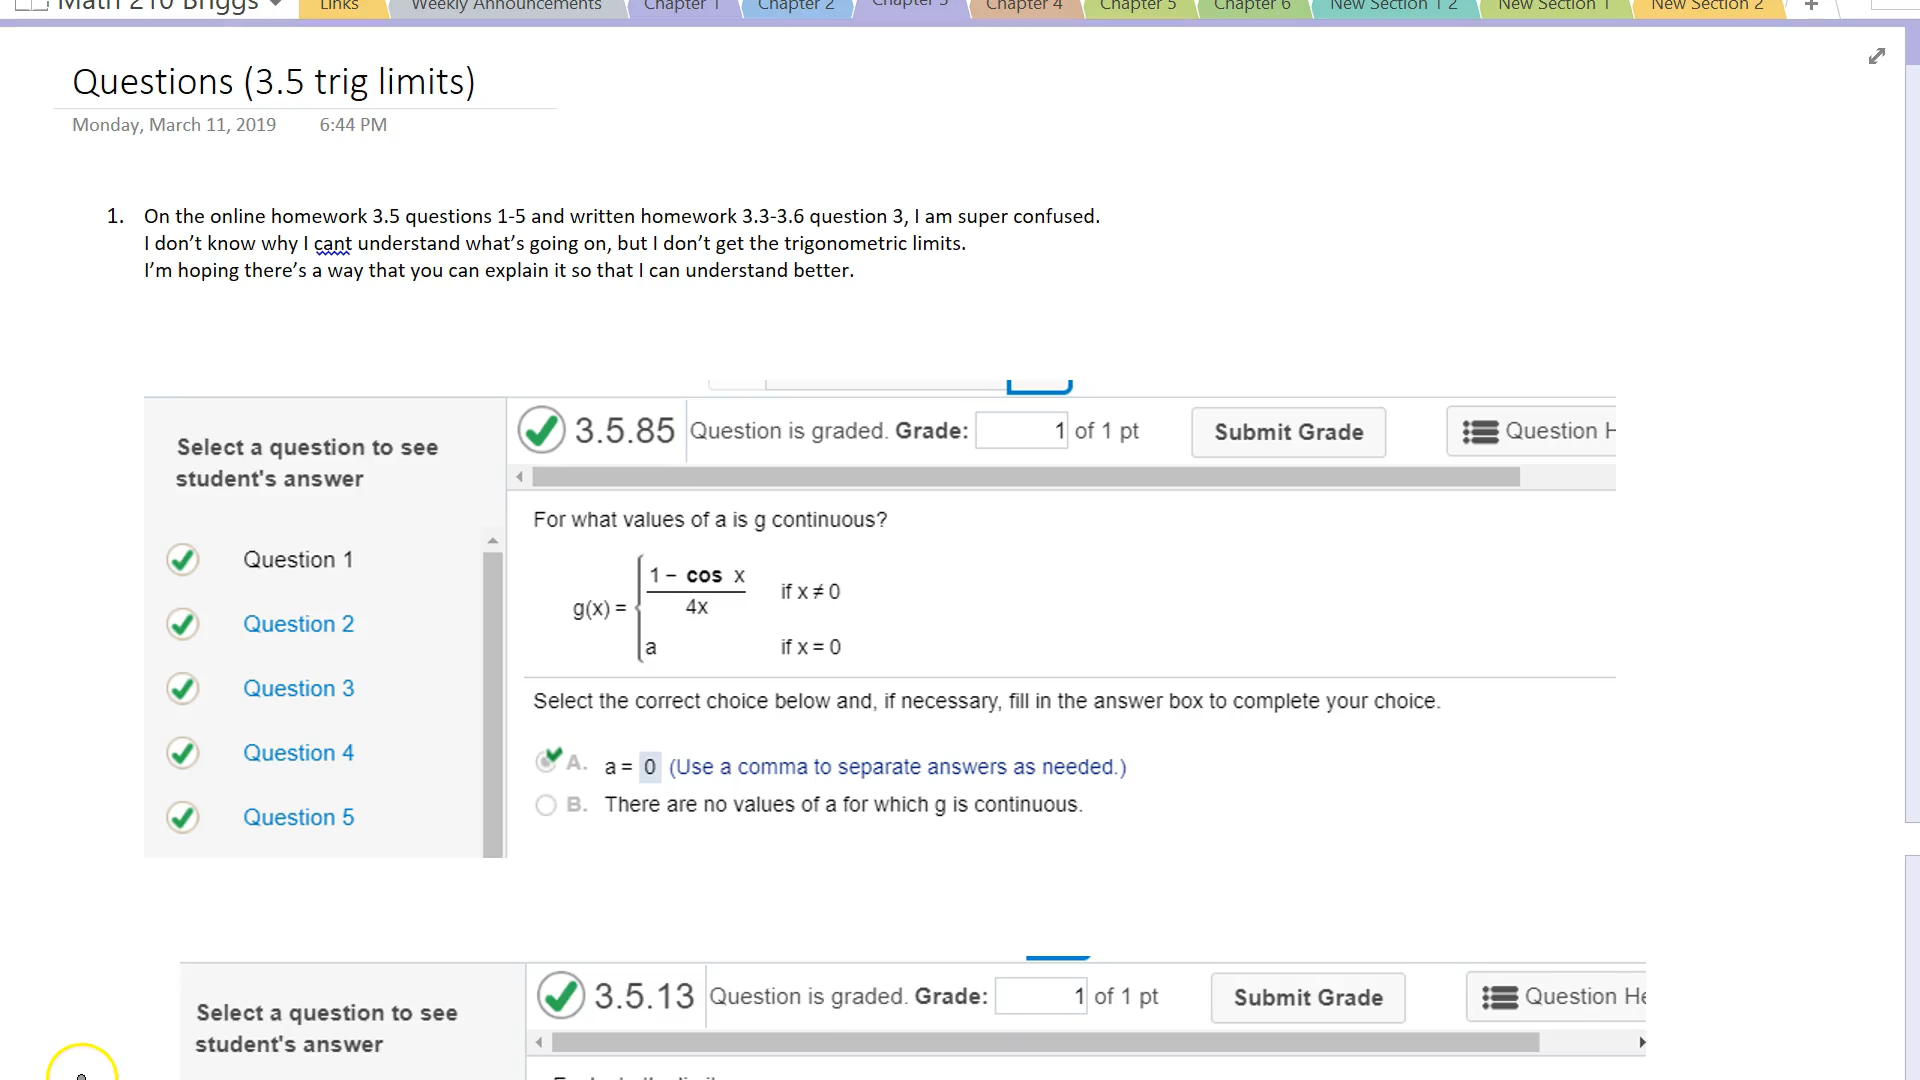 Math 210 Briggs
Links
Weekly Announcements
Chapter 1
Chapter 2
Chapter 3
Chapter 4
Chapter 5
Chapter 6
New Section 1 2
New Section 1
New Section 2
Questions (3.5 trig limits)
Monday, March 11, 2019 6:44 PM
1. On the online homework 3.5 questions 1-5 and written homework 3.3-3.6 question 3, I am super confused.
I don’t know why I cant understand what’s going on, but I don’t get the trigonometric limits.
I’m hoping there’s a way that you can explain it so that I can understand better.
Select a question to see
student's answer
Question 1
Question 2
Question 3
Question 4
Question 5
3.5.85 Question is graded. Grade: 1 of 1 pt Submit Grade Question H
For what values of a is g continuous?
1 - cos x
if x ≠ 0
g(x) =
4x
a if x = 0
Select the correct choice below and, if necessary, fill in the answer box to complete your choice.
A. a = 0 (Use a comma to separate answers as needed.)
B. There are no values of a for which g is continuous.
Select a question to see
student's answer
3.5.13 Question is graded. Grade: 1 of 1 pt Submit Grade Question He